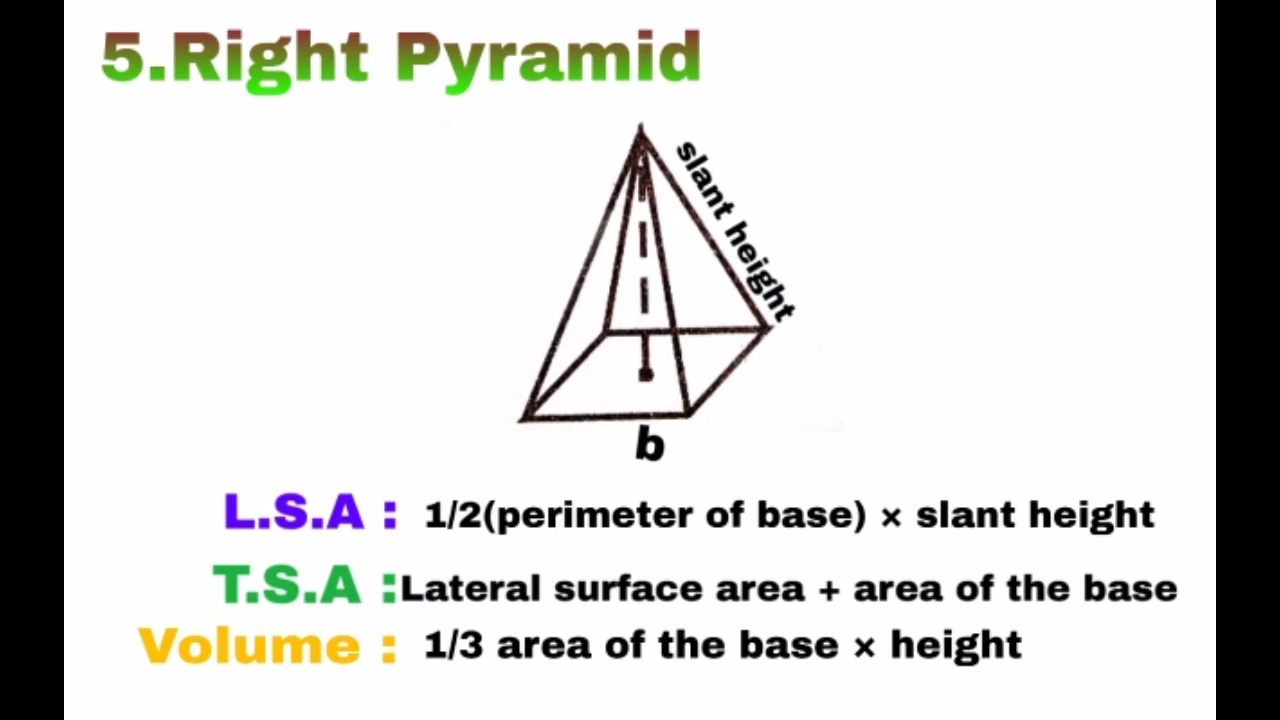 5.Right Pyramid
slant height
b
L.S.A : 1/2(perimeter of base) × slant height
T.S.A :Lateral surface area + area of the base
Volume : 1/3 area of the base × height